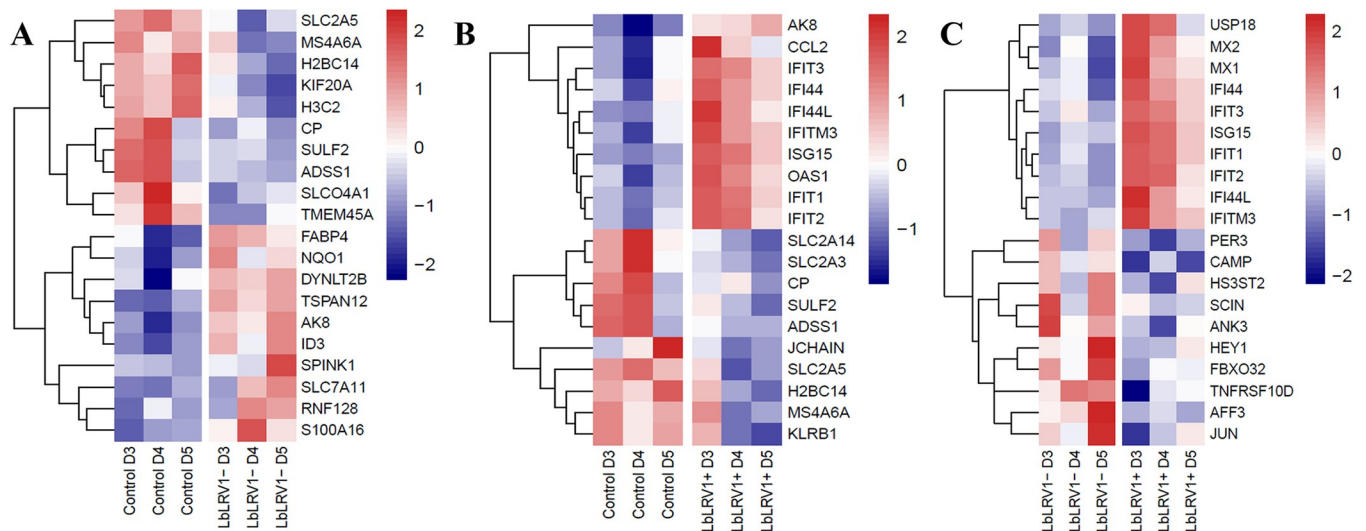 A
SLC2A5
MS4A6A
H2BC14
KIF20A
H3C2
CP
SULF2
ADSS1
SLCO4A1
TMEM45A
FABP4
NQO1
DYNLT2B
TSPAN12
AK8
ID3
SPINK1
SLC7A11
RNF128
S100A16
2
1
0
−1
−2
Control D3
Control D4
Control D5
LbLRV1− D3
LbLRV1− D4
LbLRV1− D5
B
AK8
CCL2
IFIT3
IFI44
IFI44L
IFITM3
ISG15
OAS1
IFIT1
IFIT2
SLC2A14
SLC2A3
CP
SULF2
ADSS1
JCHAIN
SLC2A5
H2BC14
MS4A6A
KLRB1
2
1
0
−1
Control D3
Control D4
Control D5
LbLRV1+ D3
LbLRV1+ D4
LbLRV1+ D5
C
USP18
MX2
MX1
IFI44
IFIT3
ISG15
IFIT1
IFIT2
IFI44L
IFITM3
PER3
CAMP
HS3ST2
SCIN
ANK3
HEY1
FBXO32
TNFRSF10D
AFF3
JUN
2
1
0
−1
−2
LbLRV1− D3
LbLRV1− D4
LbLRV1− D5
LbLRV1+ D3
LbLRV1+ D4
LbLRV1+ D5